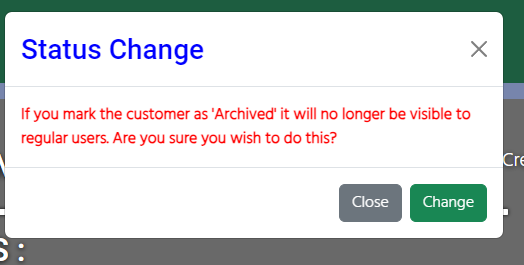 Status Change
If you mark the customer as 'Archived' it will no longer be visible to
regular users. Are you sure you wish to do this?
Cre
Close
Change
S :